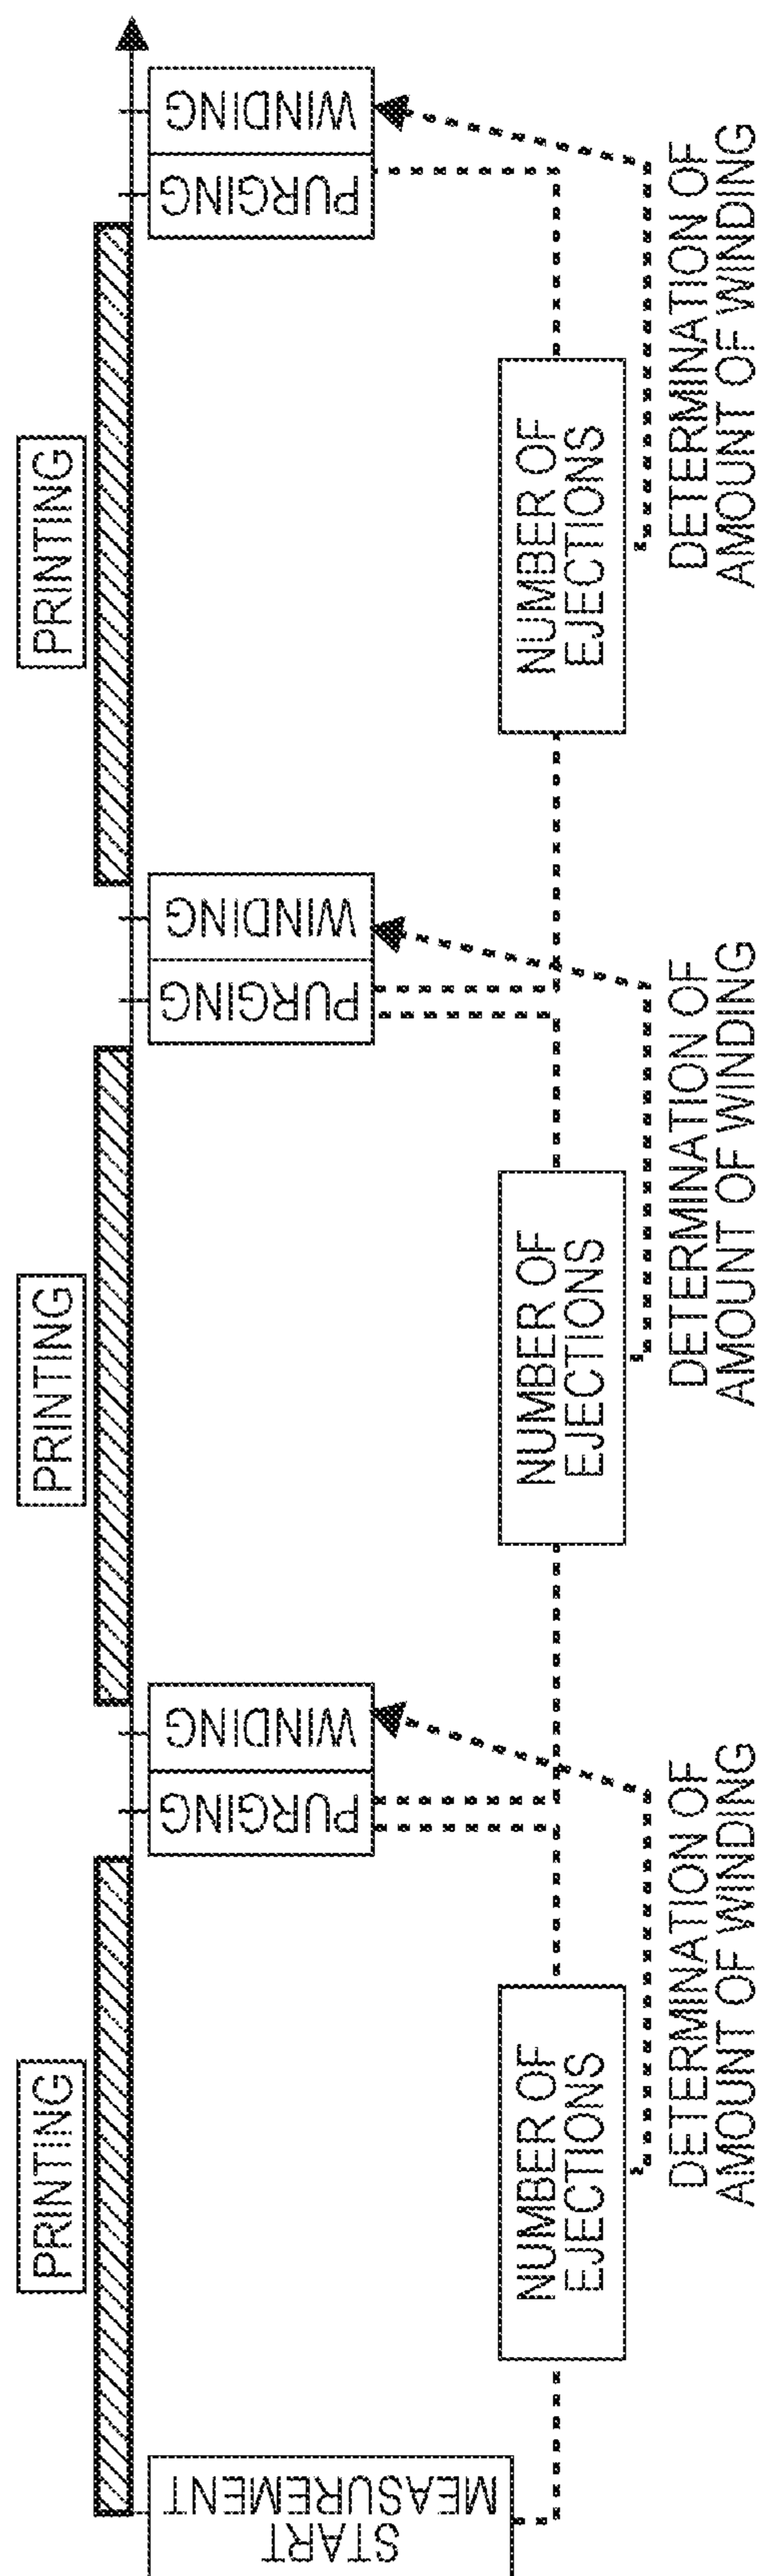 PRINTING
PRINTING
PRINTING
START
MEASUREMENT
PURGING
WINDING
PURGING
WINDING
PURGING
WINDING
NUMBER OF
EJECTIONS
NUMBER OF
EJECTIONS
NUMBER OF
EJECTIONS
DETERMINATION OF
AMOUNT OF WINDING
DETERMINATION OF
AMOUNT OF WINDING
DETERMINATION OF
AMOUNT OF WINDING